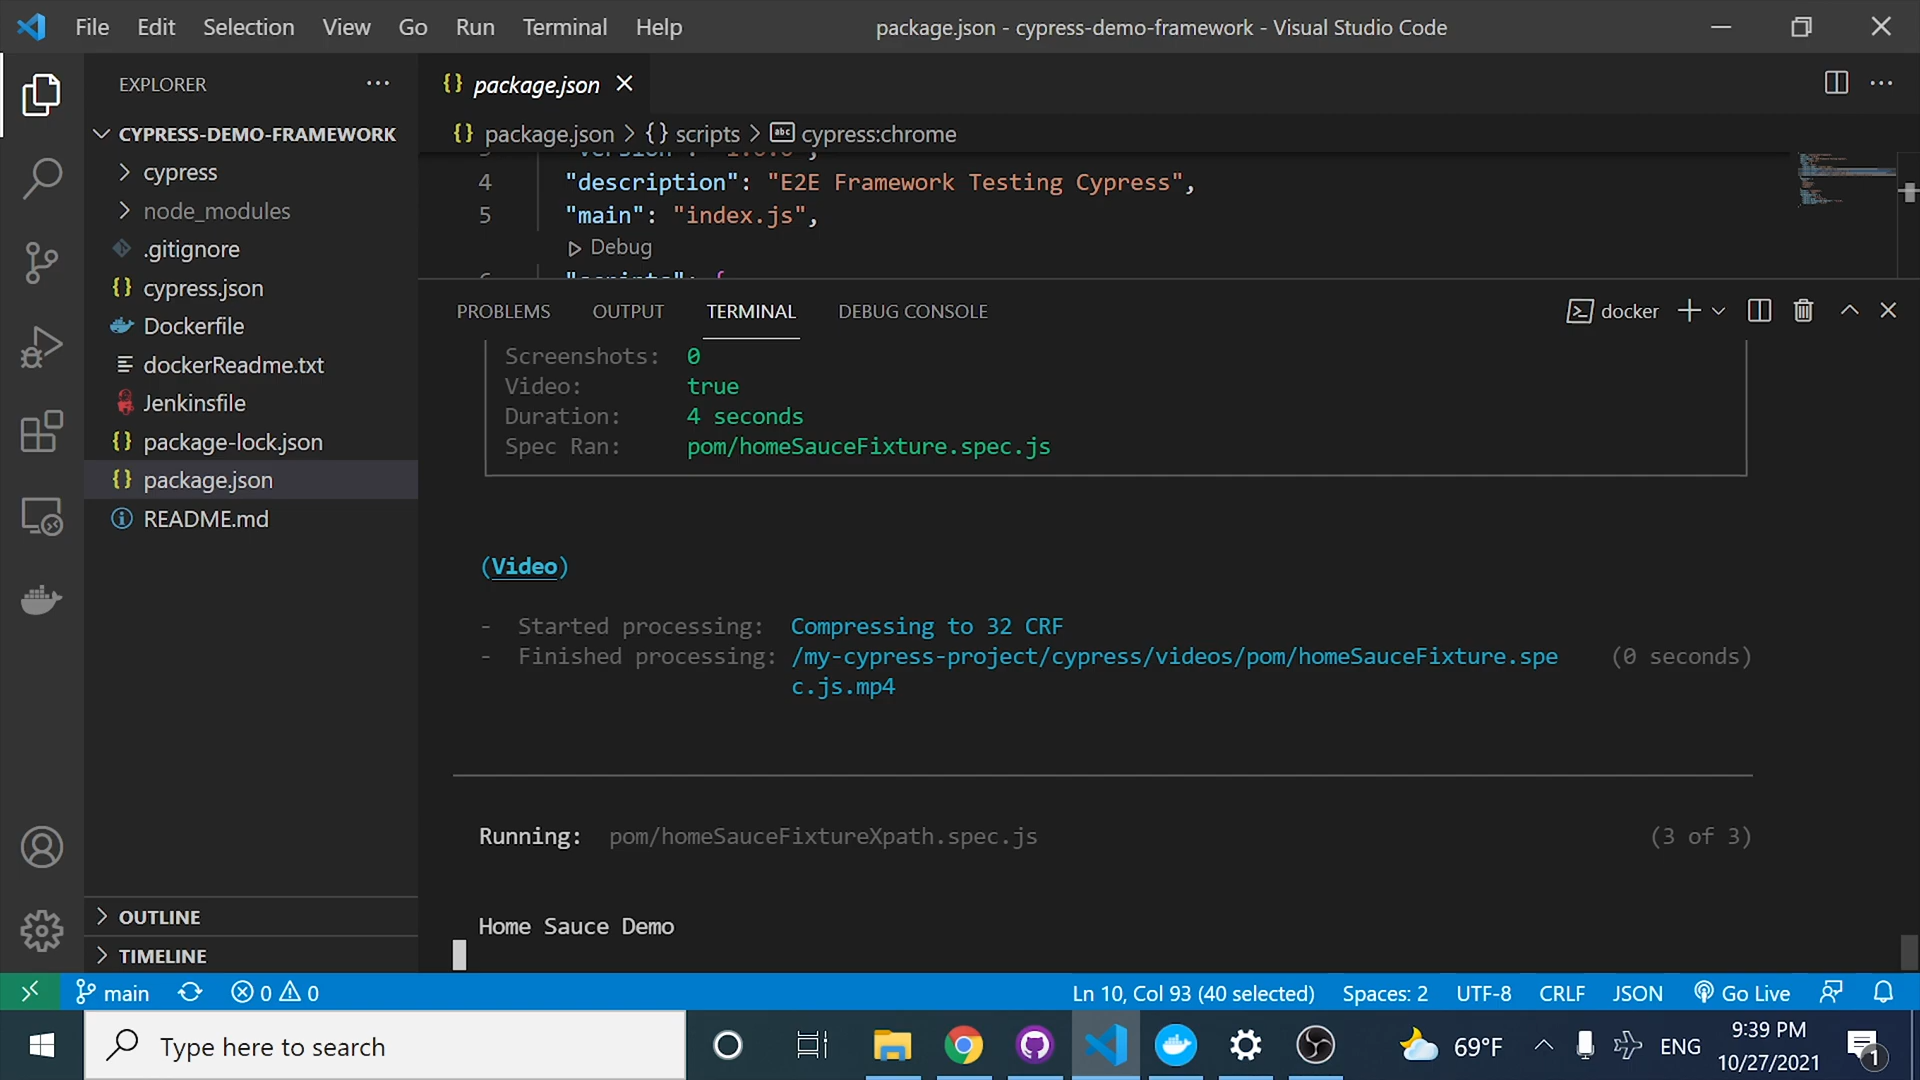 File Edit Selection View Go Run Terminal Help package.json - cypress-demo-framework - Visual Studio Code
EXPLORER
CYPRESS-DEMO-FRAMEWORK
cypress
node_modules
.gitignore
cypress.json
Dockerfile
dockerReadme.txt
Jenkinsfile
package-lock.json
package.json
README.md
OUTLINE
TIMELINE
package.json
package.json > {} scripts > cypress:chrome
4 "description": "E2E Framework Testing Cypress",
5 "main": "index.js",
Debug
6 "scripts": {
PROBLEMS OUTPUT TERMINAL DEBUG CONSOLE docker
Screenshots: 0
Video: true
Duration: 4 seconds
Spec Ran: pom/homeSauceFixture.spec.js
(Video)
- Started processing: Compressing to 32 CRF
- Finished processing: /my-cypress-project/cypress/videos/pom/homeSauceFixture.spe (0 seconds)
c.js.mp4
Running: pom/homeSauceFixtureXpath.spec.js (3 of 3)
Home Sauce Demo
main 0 0 Ln 10, Col 93 (40 selected) Spaces: 2 UTF-8 CRLF JSON Go Live
Type here to search 69°F ENG 9:39 PM
10/27/2021 1